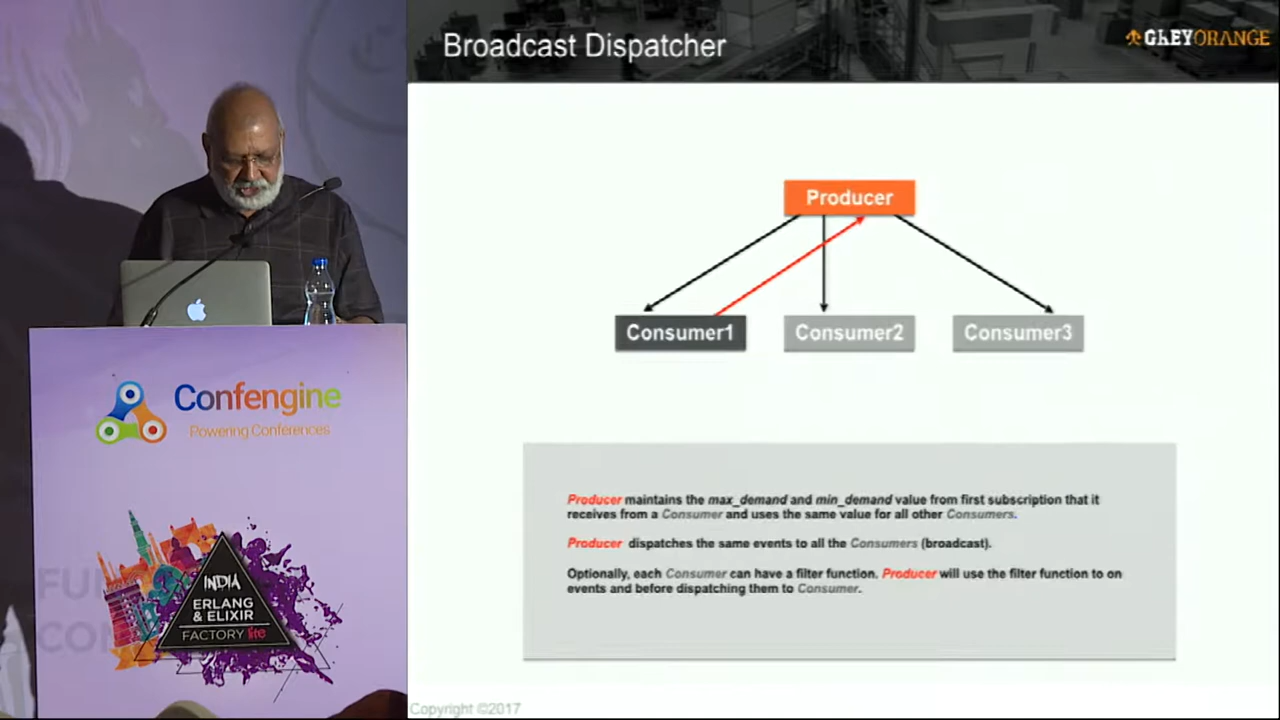 Broadcast Dispatcher
GREYORANGE
Producer
Consumer1
Consumer2
Consumer3
Producer maintains the max_demand and min_demand value from first subscription that it
receives from a Consumer and uses the same value for all other Consumers.
Producer dispatches the same events to all the Consumers (broadcast).
Optionally, each Consumer can have a filter function. Producer will use the filter function to on
events and before dispatching them to Consumer.
Copyright ©2017
Confengine
Powering Conferences
INDIA
ERLANG
& ELIXIR
FACTORY lite